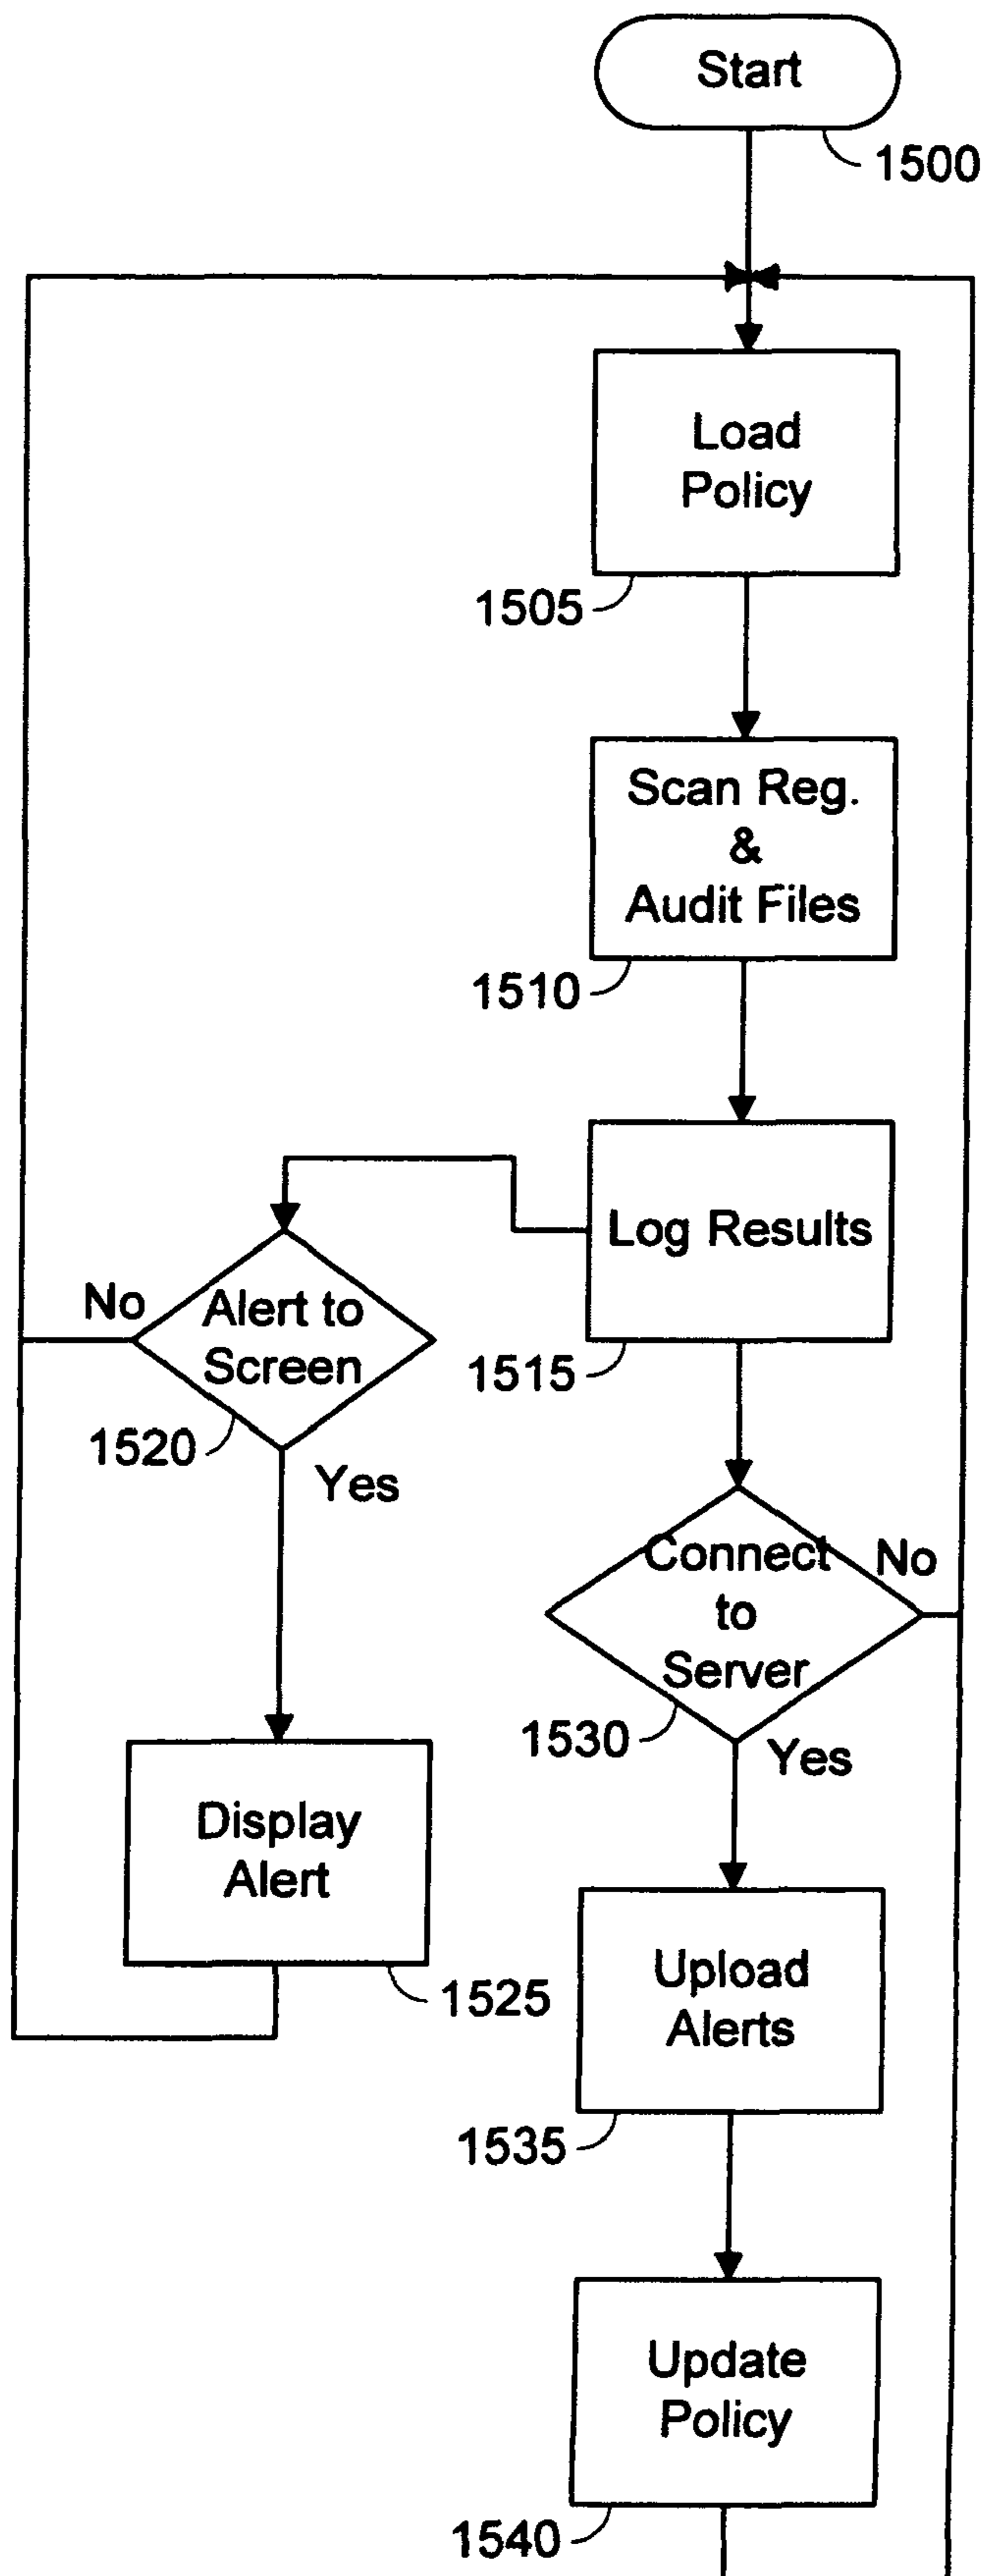 Start
1500
Load
Policy
1505
Scan Reg.
&
Audit Files
1510
Log Results
1515
No
Alert to
Screen
1520
Yes
Connect
to
Server
No
1530
Yes
Display
Alert
1525
Upload
Alerts
1535
Update
Policy
1540